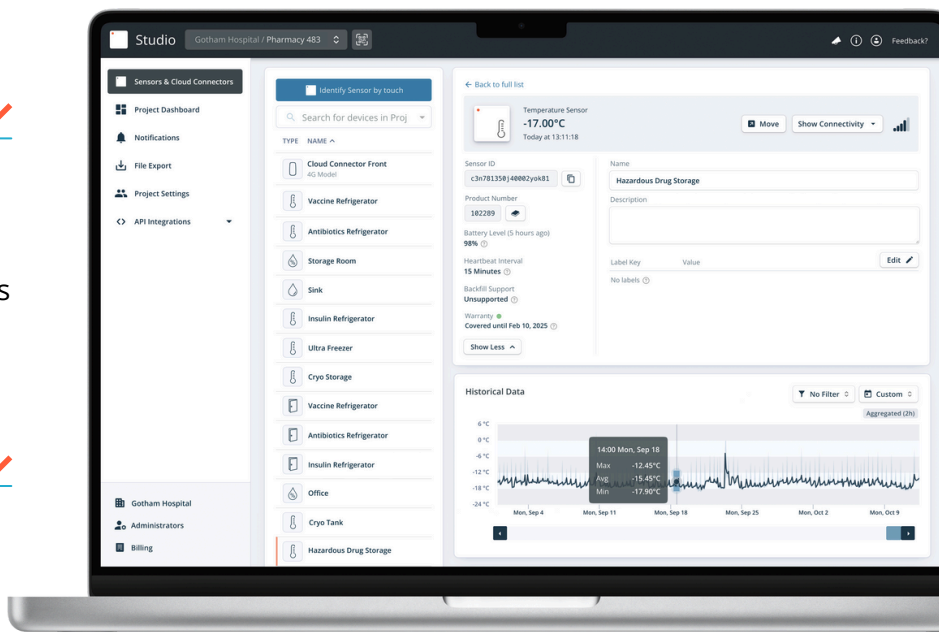 Studio
Gotham Hospital / Pharmacy 483
Feedback?
Sensors & Cloud Connectors
Project Dashboard
Notifications
File Export
Project Settings
API Integrations
s
Gotham Hospital
Administrators
Billing
Identify Sensor by touch
Search for devices in Proj
TYPE NAME
Cloud Connector Front
4G Model
Vaccine Refrigerator
Antibiotics Refrigerator
Storage Room
Sink
Insulin Refrigerator
Ultra Freezer
Cryo Storage
Vaccine Refrigerator
Antibiotics Refrigerator
Insulin Refrigerator
Office
Cryo Tank
Hazardous Drug Storage
← Back to full list
Temperature Sensor
-17.00°C
Today at 13:11:18
Move
Show Connectivity
Sensor ID
c3n781350j40002yok81
Product Number
102289
Battery Level (5 hours ago)
98%
Heartbeat Interval
15 Minutes
Backfill Support
Unsupported
Warranty
Covered until Feb 10, 2025
Show Less
Name
Hazardous Drug Storage
Description
Label Key Value
Edit
No labels
Historical Data
No Filter
Custom
Aggregated (2h)
6 °C
0 °C
-6 °C
-12 °C
-18 °C
-24 °C
14:00 Mon, Sep 18
Max -12.45°C
Avg -15.45°C
Min -17.90°C
Mon, Sep 4 Mon, Sep 11 Mon, Sep 18 Mon, Sep 25 Mon, Oct 2 Mon, Oct 9